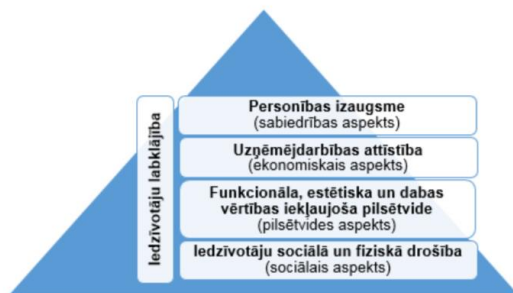 Iedzīvotāju labklājība
Personības izaugsme
(sabiedrības aspekts)
Uzņēmējdarbības attīstība
(ekonomiskais aspekts)
Funkcionāla, estētiska un dabas
vērtības iekļaujoša pilsētvide
(pilsētvides aspekts)
Iedzīvotāju sociālā un fiziskā drošība
(sociālais aspekts)